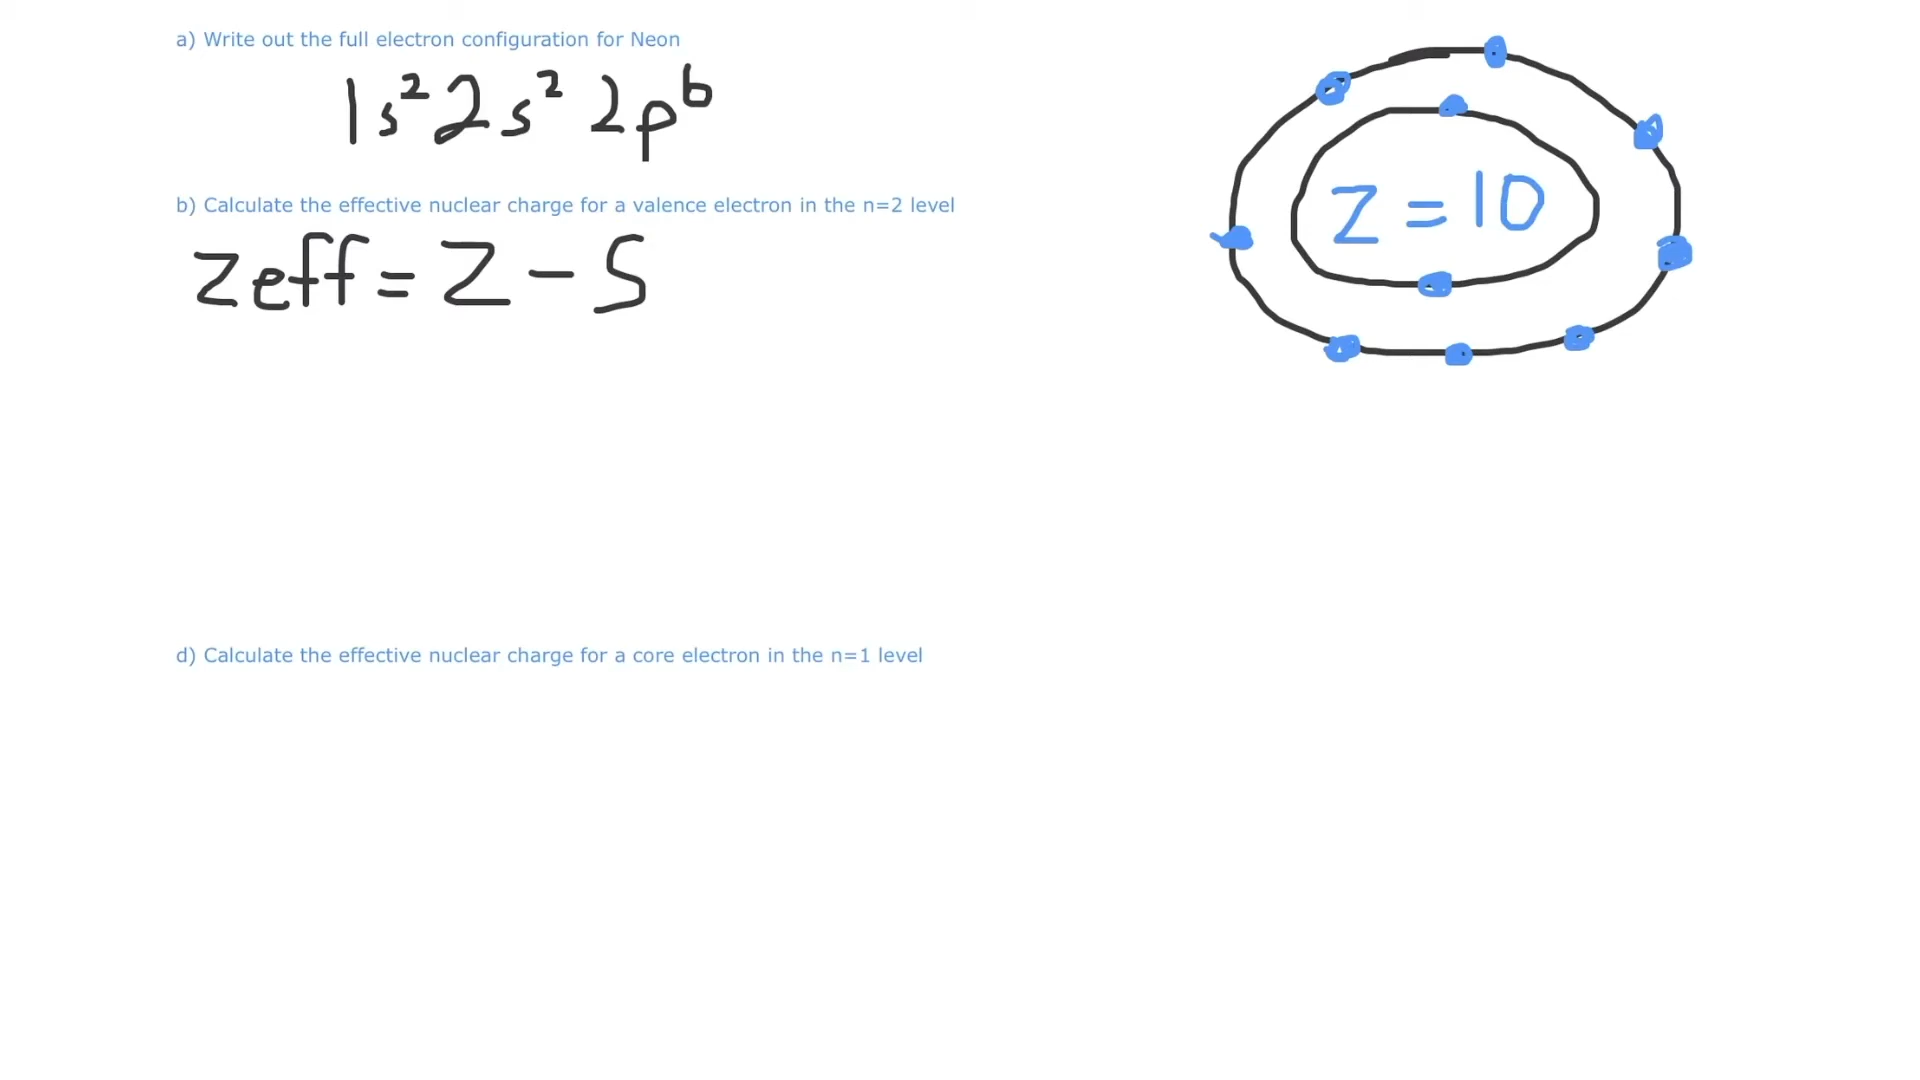 a) Write out the full electron configuration for Neon
1s² 2s² 2p⁶
b) Calculate the effective nuclear charge for a valence electron in the n=2 level
Zeff = Z - S
Z = 10
d) Calculate the effective nuclear charge for a core electron in the n=1 level